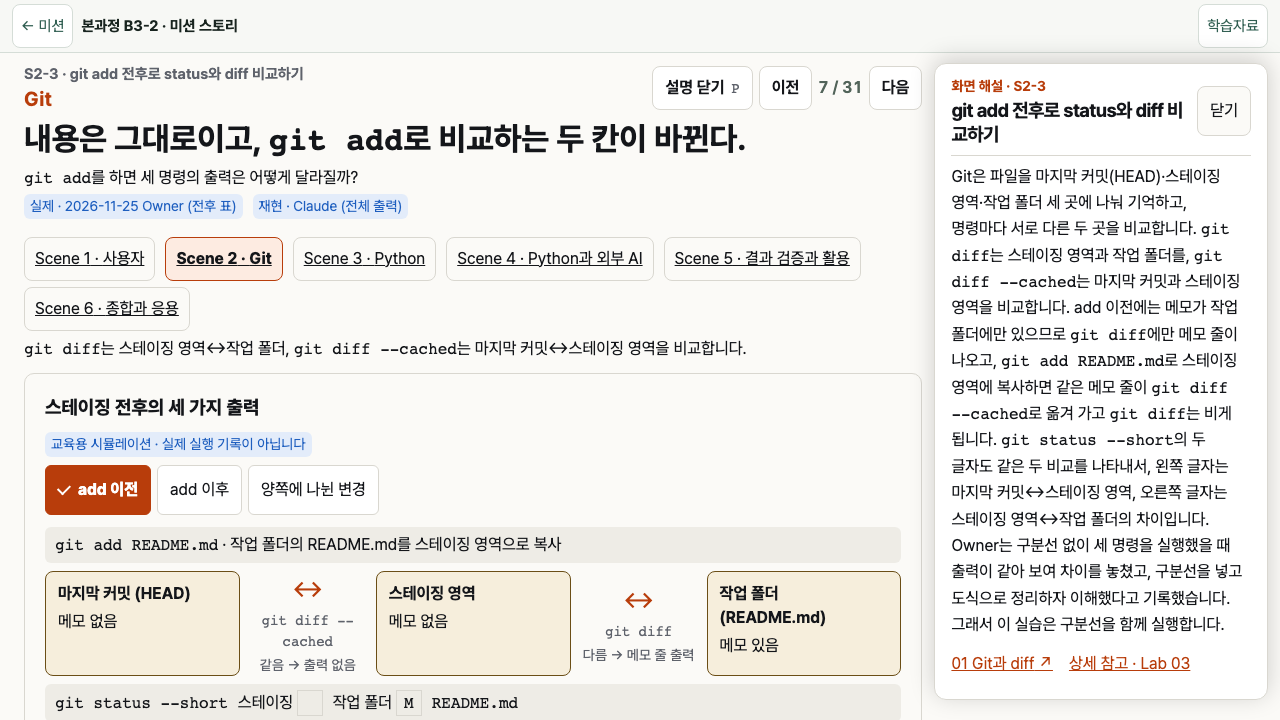 ← 미션
본과정 B3-2 · 미션 스토리
학습자료
S2-3 · git add 전후로 status와 diff 비교하기
Git
설명 닫기 P
이전
7 / 31
다음
내용은 그대로이고, git add로 비교하는 두 칸이 바뀐다.
git add를 하면 세 명령의 출력은 어떻게 달라질까?
실제 · 2026-11-25 Owner (전후 표)
재현 · Claude (전체 출력)
Scene 1 · 사용자
Scene 2 · Git
Scene 3 · Python
Scene 4 · Python과 외부 AI
Scene 5 · 결과 검증과 활용
Scene 6 · 종합과 응용
git diff는 스테이징 영역↔작업 폴더, git diff --cached는 마지막 커밋↔스테이징 영역을 비교합니다.
스테이징 전후의 세 가지 출력
교육용 시뮬레이션 · 실제 실행 기록이 아닙니다
✓ add 이전
add 이후
양쪽에 나뉜 변경
git add README.md · 작업 폴더의 README.md를 스테이징 영역으로 복사
마지막 커밋 (HEAD)
메모 없음
↔
git diff --
cached
같음 → 출력 없음
스테이징 영역
메모 없음
↔
git diff
다름 → 메모 줄 출력
작업 폴더
(README.md)
메모 있음
git status --short 스테이징 작업 폴더 M README.md
화면 해설 · S2-3
git add 전후로 status와 diff 비
교하기
닫기
Git은 파일을 마지막 커밋(HEAD)·스테이징
영역·작업 폴더 세 곳에 나눠 기억하고,
명령마다 서로 다른 두 곳을 비교합니다. git
diff는 스테이징 영역과 작업 폴더를, git
diff --cached는 마지막 커밋과 스테이징
영역을 비교합니다. add 이전에는 메모가 작업
폴더에만 있으므로 git diff에만 메모 줄이
나오고, git add README.md로 스테이징
영역에 복사하면 같은 메모 줄이 git diff
--cached로 옮겨 가고 git diff는 비게
됩니다. git status --short의 두
글자도 같은 두 비교를 나타내서, 왼쪽 글자는
마지막 커밋↔스테이징 영역, 오른쪽 글자는
스테이징 영역↔작업 폴더의 차이입니다.
Owner는 구분선 없이 세 명령을 실행했을 때
출력이 같아 보여 차이를 놓쳤고, 구분선을 넣고
도식으로 정리하자 이해했다고 기록했습니다.
그래서 이 실습은 구분선을 함께 실행합니다.
01 Git과 diff ↗
상세 참고 · Lab 03